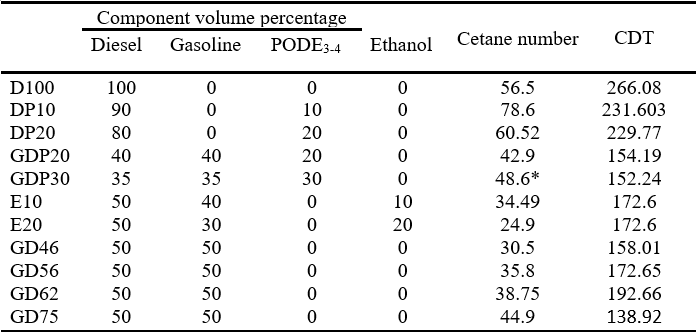 Component volume percentage
Diesel Gasoline PODE3-4 Ethanol Cetane number CDT
D100 100 0 0 0 56.5 266.08
DP10 90 0 10 0 78.6 231.603
DP20 80 0 20 0 60.52 229.77
GDP20 40 40 20 0 42.9 154.19
GDP30 35 35 30 0 48.6* 152.24
E10 50 40 0 10 34.49 172.6
E20 50 30 0 20 24.9 172.6
GD46 50 50 0 0 30.5 158.01
GD56 50 50 0 0 35.8 172.65
GD62 50 50 0 0 38.75 192.66
GD75 50 50 0 0 44.9 138.92